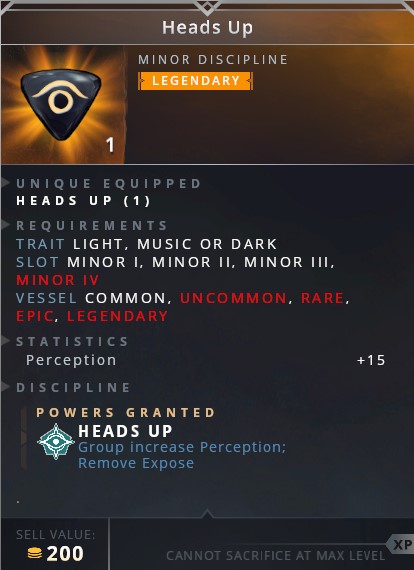 Heads Up
MINOR DISCIPLINE
LEGENDARY
1
UNIQUE EQUIPPED
HEADS UP (1)
REQUIREMENTS
TRAIT LIGHT, MUSIC OR DARK
SLOT MINOR I, MINOR II, MINOR III,
MINOR IV
VESSEL COMMON, UNCOMMON, RARE,
EPIC, LEGENDARY
STATISTICS
Perception +15
DISCIPLINE
POWERS GRANTED
HEADS UP
Group increase Perception;
Remove Expose
SELL VALUE:
200
XP
CANNOT SACRIFICE AT MAX LEVEL